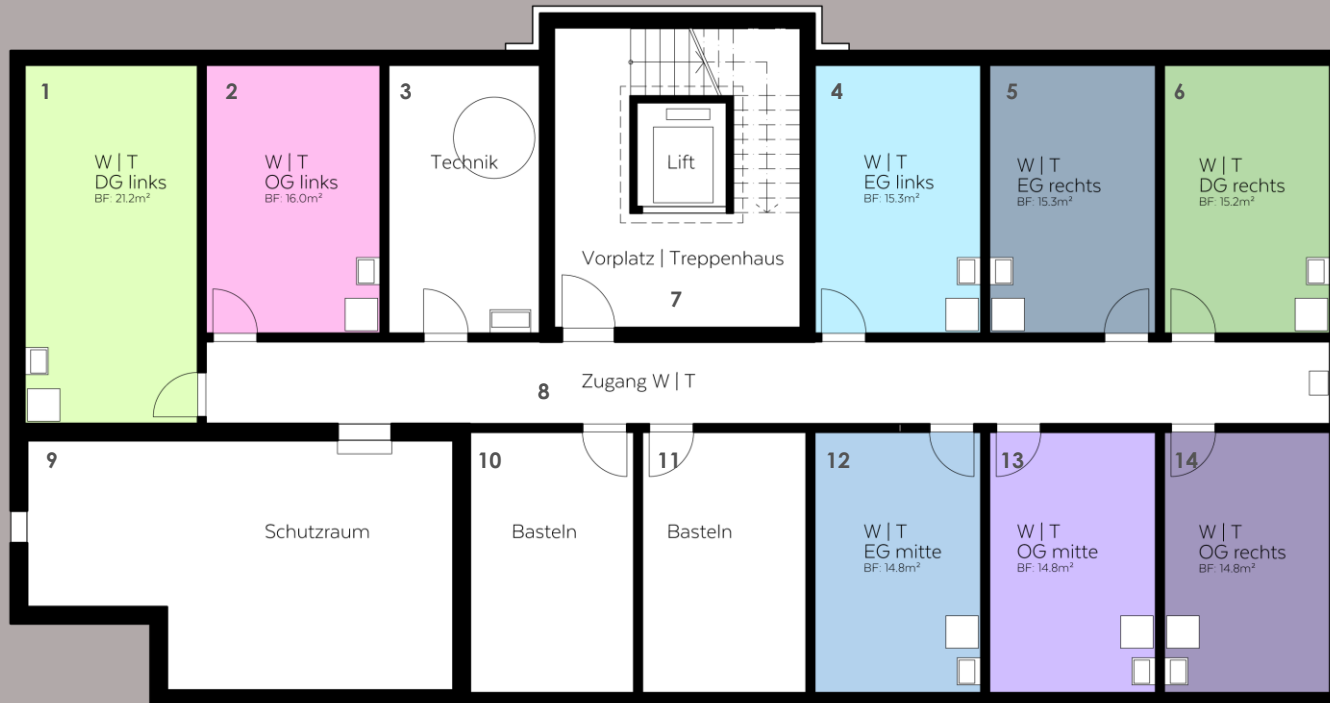 1
W | T
DG links
BF: 21.2m²
2
W | T
OG links
BF: 16.0m²
3
Technik
Lift
Vorplatz | Treppenhaus
7
4
W | T
EG links
BF: 15.3m²
5
W | T
EG rechts
BF: 15.3m²
6
W | T
DG rechts
BF: 15.2m²
8
Zugang W | T
9
Schutzraum
10
Basteln
11
Basteln
12
W | T
EG mitte
BF: 14.8m²
13
W | T
OG mitte
BF: 14.8m²
14
W | T
OG rechts
BF: 14.8m²